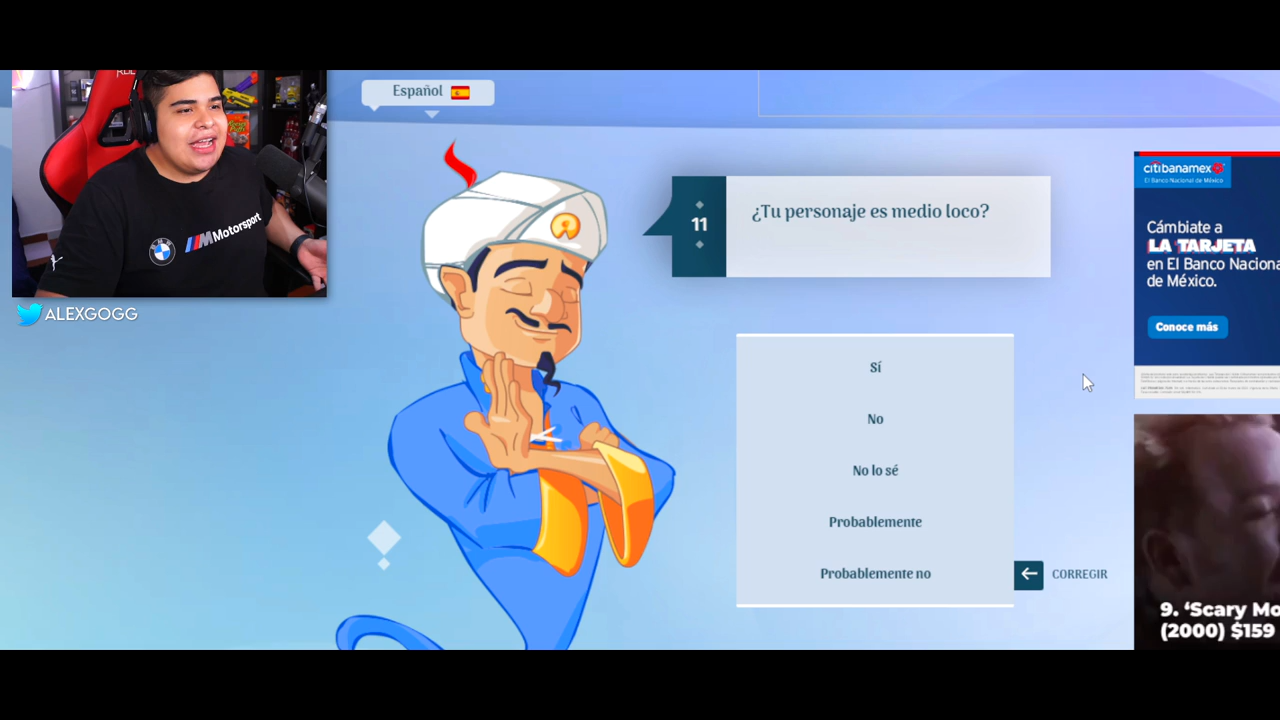 Español
ALEXGOGG
BMW
M Motorsport
11
¿Tu personaje es medio loco?
Sí
No
No lo sé
Probablemente
Probablemente no
CORREGIR
citibanamex
El Banco Nacional de México
Cámbiate a
LA TARJETA
en El Banco Naciona
de México.
Conoce más
9. ‘Scary Mo
(2000) $159